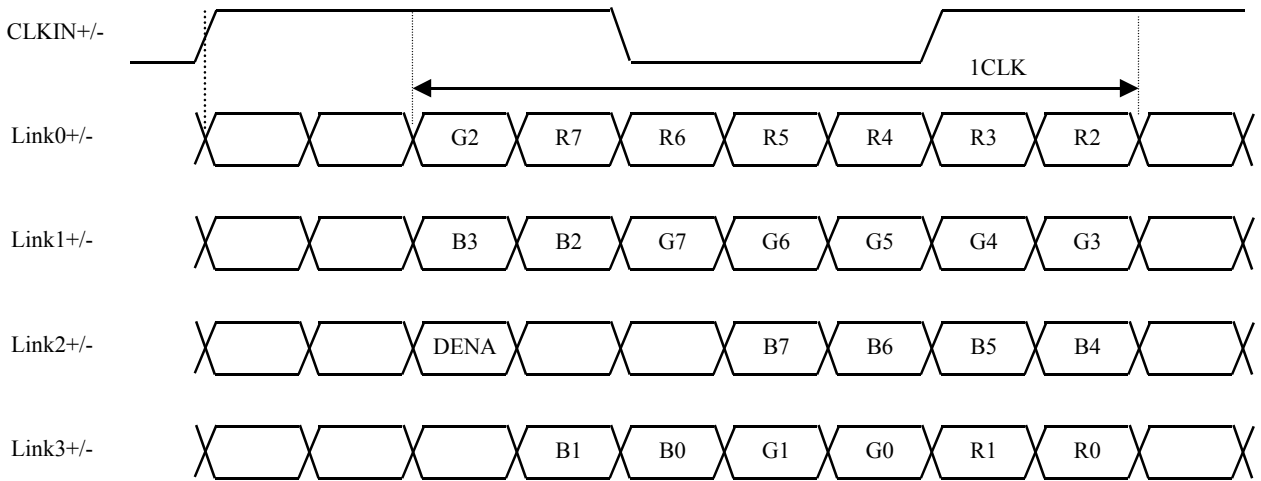 CLKIN+/-
1CLK
Link0+/- G2 R7 R6 R5 R4 R3 R2
Link1+/- B3 B2 G7 G6 G5 G4 G3
Link2+/- DENA B7 B6 B5 B4
Link3+/- B1 B0 G1 G0 R1 R0